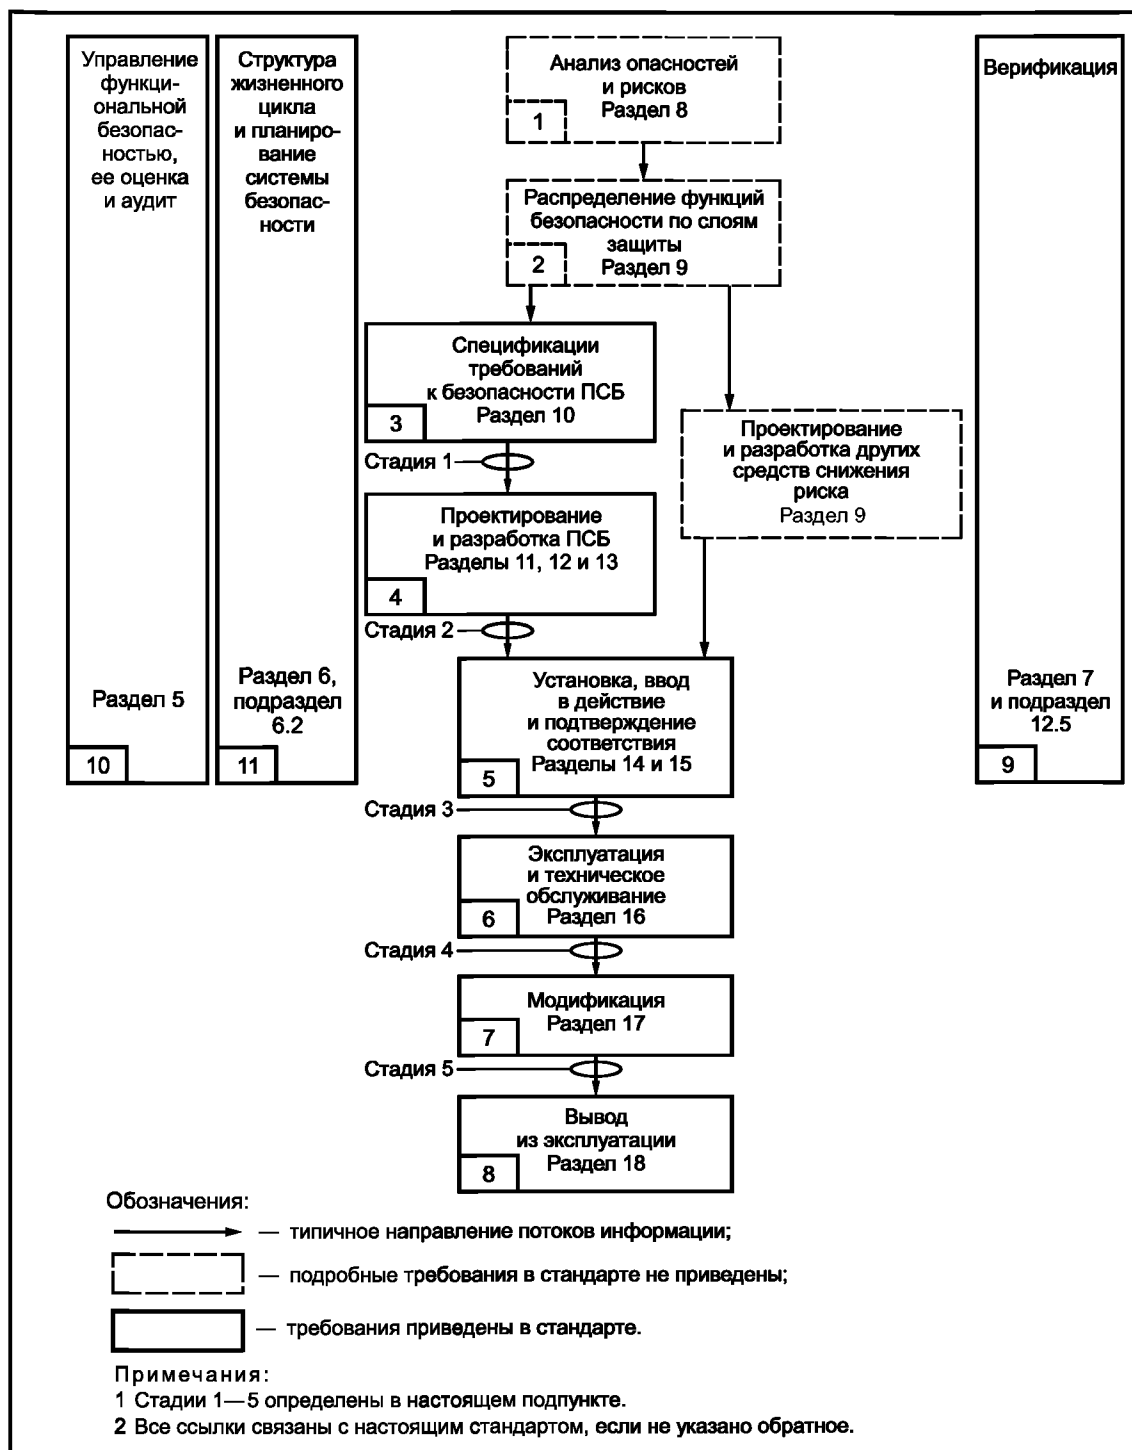 Управление
функци-
ональной
безопас-
ностью,
ее оценка
и аудит
Раздел 5
10
Структура
жизненного
цикла
и планиро-
вание
системы
безопас-
ности
Раздел 6,
подраздел
6.2
11
Анализ опасностей
и рисков
Раздел 8
1
Распределение функций
безопасности по слоям
защиты
Раздел 9
2
Спецификации
требований
к безопасности ПСБ
Раздел 10
3
Стадия 1
Проектирование
и разработка других
средств снижения
риска
Раздел 9
Проектирование
и разработка ПСБ
Разделы 11, 12 и 13
4
Стадия 2
Установка, ввод
в действие
и подтверждение
соответствия
Разделы 14 и 15
5
Стадия 3
Эксплуатация
и техническое
обслуживание
Раздел 16
6
Стадия 4
Модификация
Раздел 17
7
Стадия 5
Вывод
из эксплуатации
Раздел 18
8
Верификация
Раздел 7
и подраздел
12.5
9
Обозначения:
— типичное направление потоков информации;
— подробные требования в стандарте не приведены;
— требования приведены в стандарте.
Примечания:
1 Стадии 1—5 определены в настоящем подпункте.
2 Все ссылки связаны с настоящим стандартом, если не указано обратное.